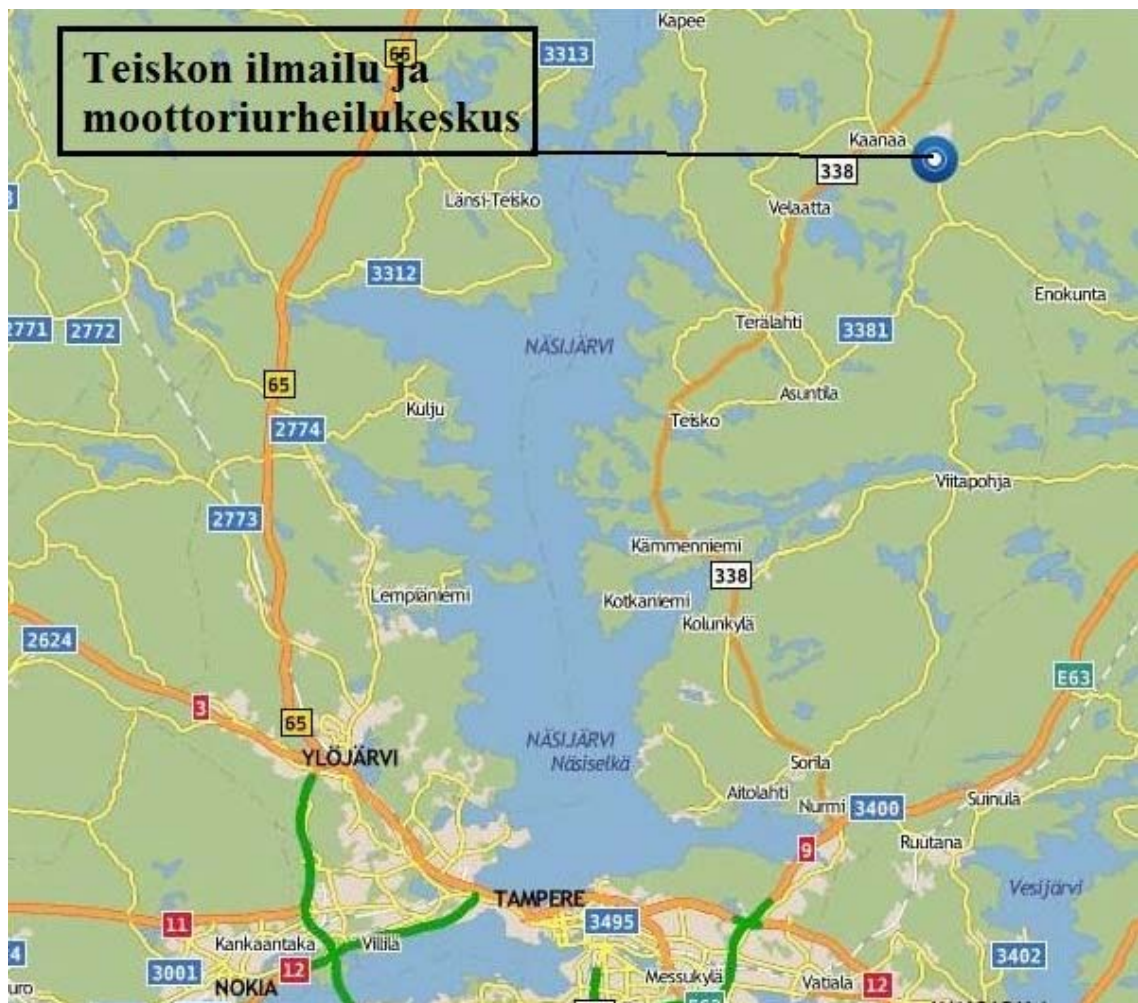 Kapee
66
3313
Teiskon ilmailu ja
moottoriurheilukeskus
Kaanaa
338
Länsi-Teisko
Velaatta
3312
Enokunta
2771
2772
Terälahti
3381
NÄSIJÄRVI
65
Asuntila
Kulju
Teisko
2774
Viitapohja
2773
Kämmenniemi
338
Lempiäniemi
Kotkaniemi
Kolunkylä
2624
E63
3
65
NÄSIJÄRVI
Näsiselkä
YLÖJÄRVI
Sorila
Aitolahti
Nurmi
3400
Suinula
Ruutana
9
Vesijärvi
TAMPERE
11
3495
Kankaantaka
Villilä
3402
3001
12
Messukylä
Vatiala
12
NOKIA
E63